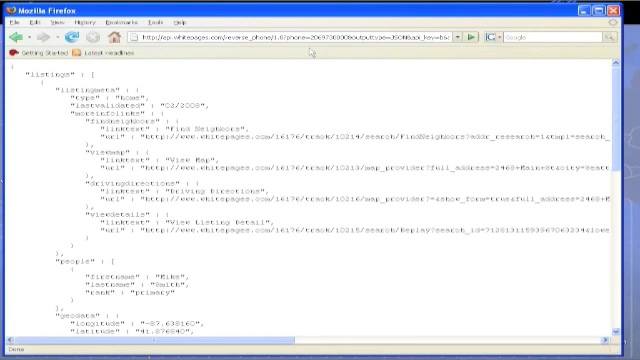 Mozilla Firefox
File Edit View History Bookmarks Tools Help
http://api.whitepages.com/reverse_phone/1.0?phone=2069730000&outputtype=JSON&api_key=b6
Google
Getting Started Latest Headlines
{
"listings" : [
{
"listingmeta" : {
"type" : "home",
"lastvalidated" : "02/2008",
"moreinfolinks" : {
"findneighbors" : {
"linktext" : "Find Neighbors",
"url" : "http://www.whitepages.com/16176/track/10214/search/FindNeighbors?addr_research=1&tmpl=search_
},
"viewmap" : {
"linktext" : "View Map",
"url" : "http://www.whitepages.com/16176/track/10213/map_provider?full_address=2468+Main+St&city=Seatt
},
"drivingdirections" : {
"linktext" : "Driving Directions",
"url" : "http://www.whitepages.com/16176/track/10216/map_provider?=&show_form=true&full_address=2468+M
},
"viewdetails" : {
"linktext" : "View Listing Detail",
"url" : "http://www.whitepages.com/16176/track/10215/search/Replay?search_id=
}
}
},
"people" : [
{
"firstname" : "Mike",
"lastname" : "Smith",
"rank" : "primary"
}
],
"geodata" : {
"longitude" : "-87.638160",
"latitude" : "41.876840",
Done